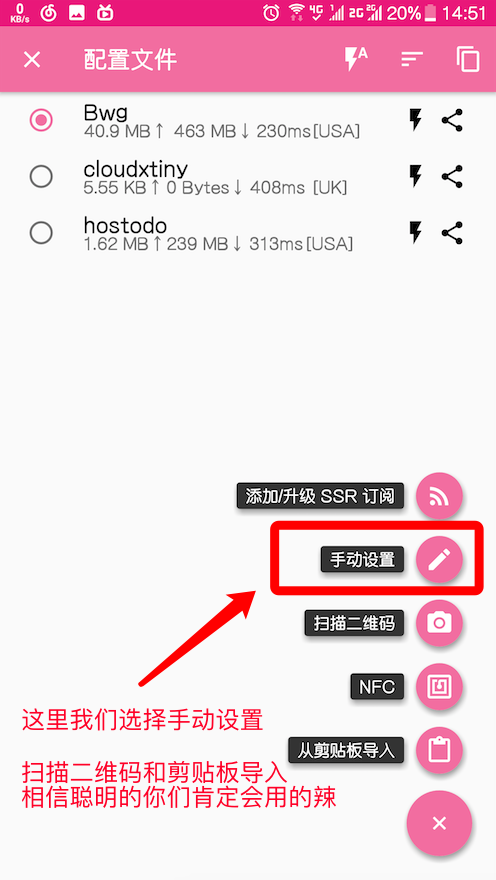 0
KB/s
4G
2G
2G
20%
14:51
配置文件
A
Bwg
40.9 MB↑ 463 MB↓ 230ms[USA]
cloudxtiny
5.55 KB↑0 Bytes↓ 408ms [UK]
hostodo
1.62 MB↑239 MB↓ 313ms[USA]
添加/升级 SSR 订阅
手动设置
扫描二维码
NFC
从剪贴板导入
这里我们选择手动设置
扫描二维码和剪贴板导入
相信聪明的你们肯定会用的辣